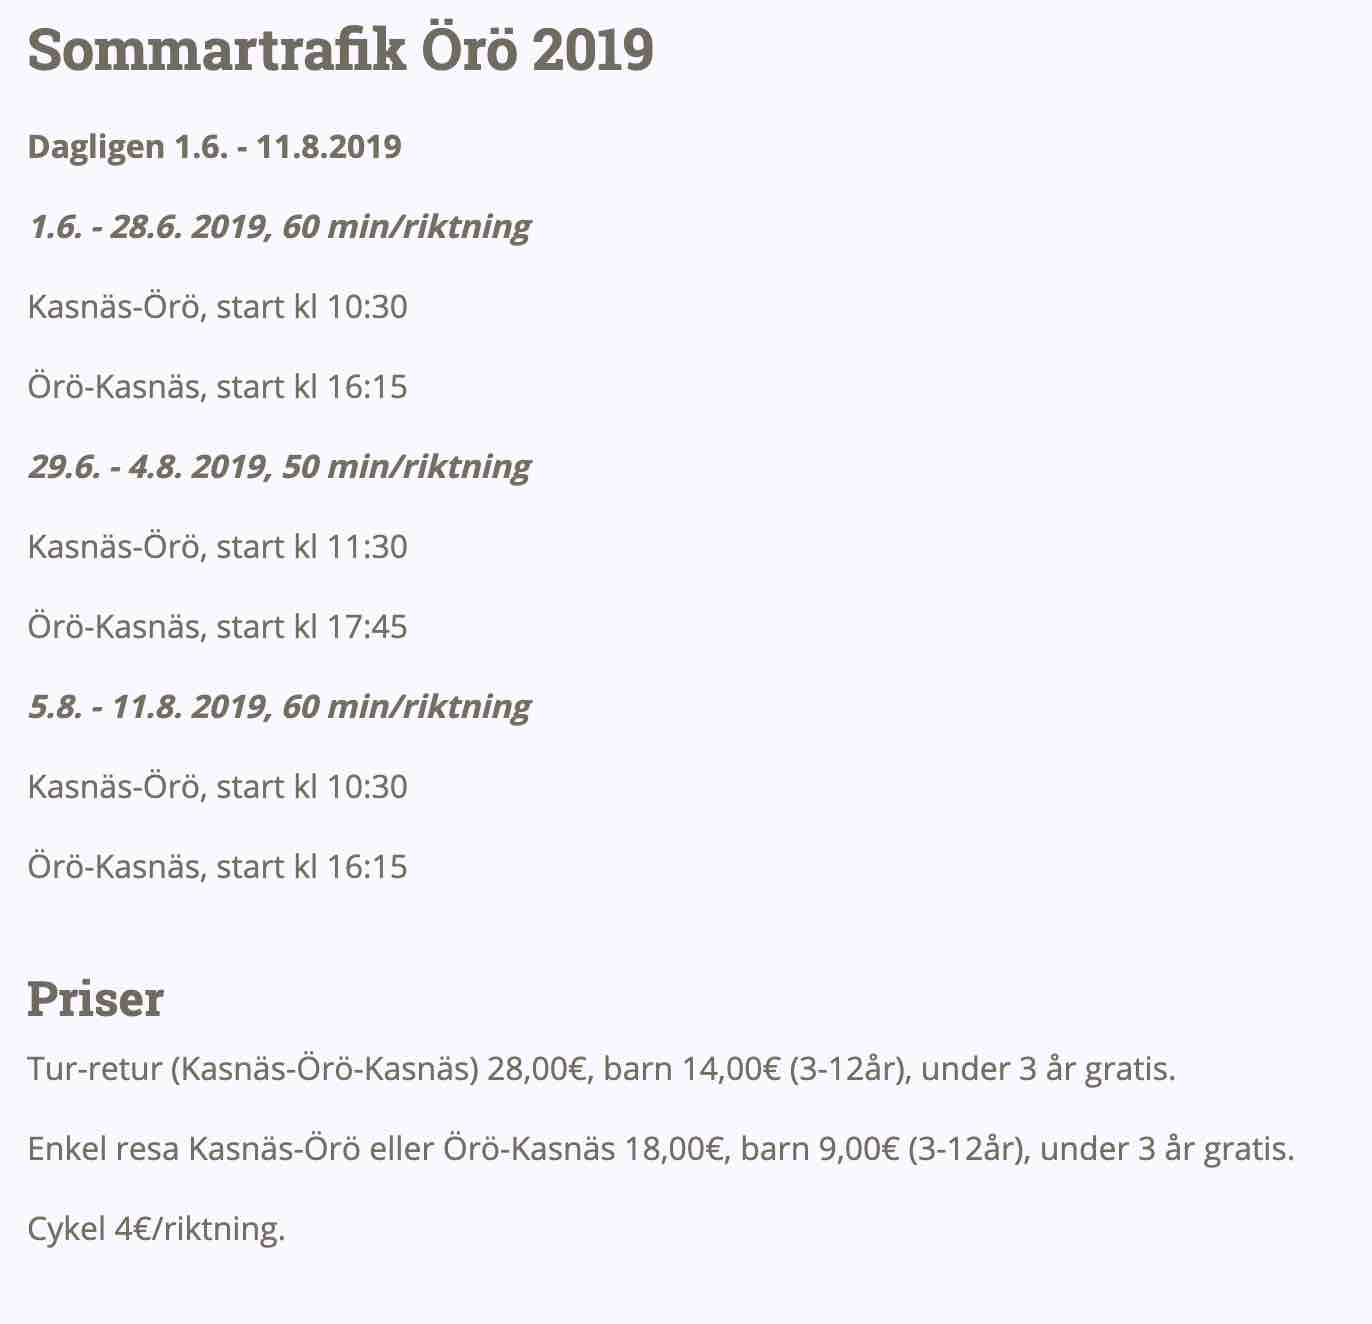 Sommartrafik Örö 2019
Dagligen 1.6. - 11.8.2019
1.6. - 28.6. 2019, 60 min/riktning
Kasnäs-Örö, start kl 10:30
Örö-Kasnäs, start kl 16:15
29.6. - 4.8. 2019, 50 min/riktning
Kasnäs-Örö, start kl 11:30
Örö-Kasnäs, start kl 17:45
5.8. - 11.8. 2019, 60 min/riktning
Kasnäs-Örö, start kl 10:30
Örö-Kasnäs, start kl 16:15
Priser
Tur-retur (Kasnäs-Örö-Kasnäs) 28,00€, barn 14,00€ (3-12år), under 3 år gratis.
Enkel resa Kasnäs-Örö eller Örö-Kasnäs 18,00€, barn 9,00€ (3-12år), under 3 år gratis.
Cykel 4€/riktning.